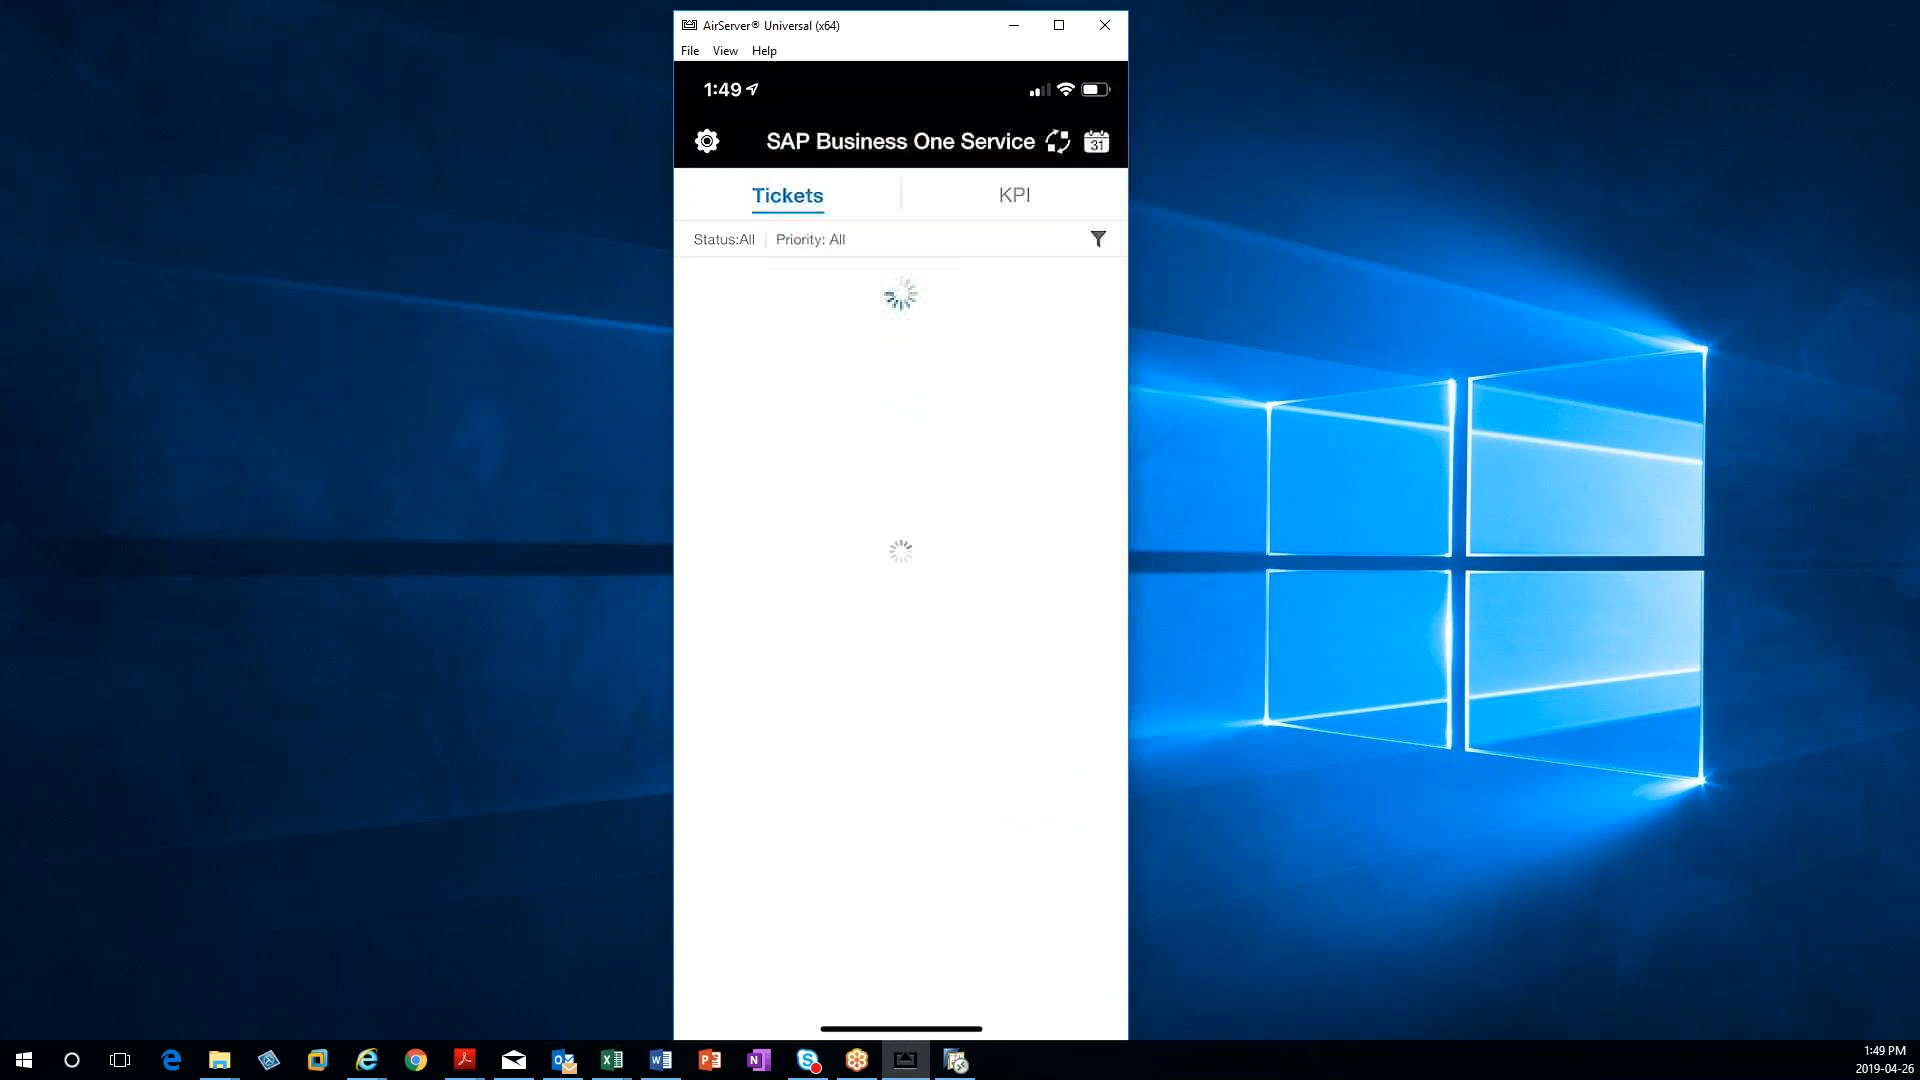 AirServer® Universal (x64)
File View Help
1:49
SAP Business One Service 31
Tickets KPI
Status:All Priority: All
1:49 PM
2019-04-26